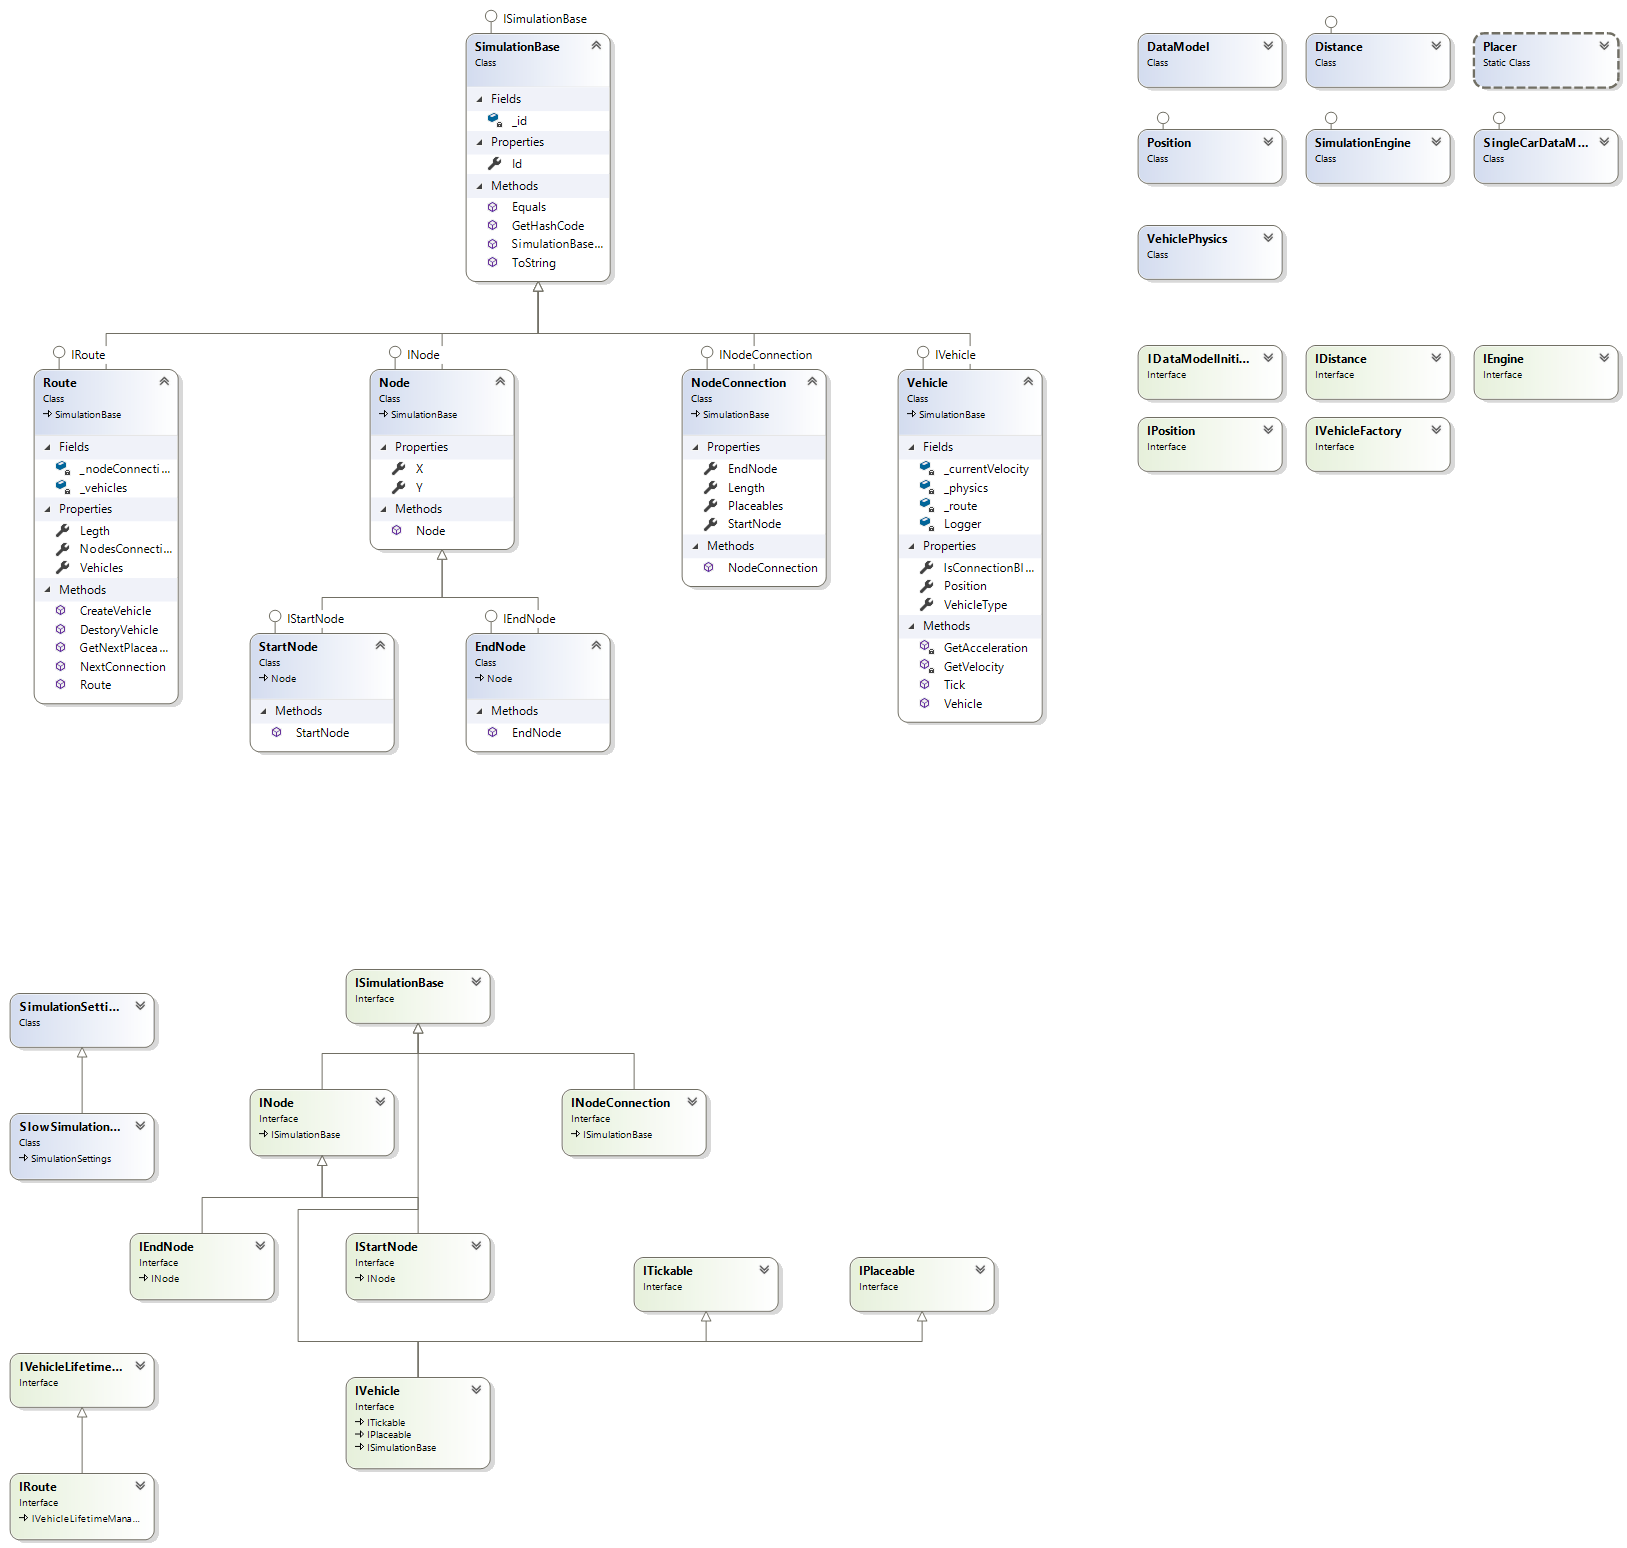 ISimulationBase
SimulationBase
Class
Fields
_id
Properties
Id
Methods
Equals
GetHashCode
SimulationBase...
ToString
IRoute
Route
Class
SimulationBase
Fields
_nodeConnecti...
_vehicles
Properties
Legth
NodesConnecti...
Vehicles
Methods
CreateVehicle
DestoryVehicle
GetNextPlacea...
NextConnection
Route
INode
Node
Class
SimulationBase
Properties
X
Y
Methods
Node
INodeConnection
NodeConnection
Class
SimulationBase
Properties
EndNode
Length
Placeables
StartNode
Methods
NodeConnection
IVehicle
Vehicle
Class
SimulationBase
Fields
_currentVelocity
_physics
_route
Logger
Properties
IsConnectionBl...
Position
VehicleType
Methods
GetAcceleration
GetVelocity
Tick
Vehicle
IStartNode
StartNode
Class
Node
Methods
StartNode
IEndNode
EndNode
Class
Node
Methods
EndNode
DataModel
Class
Distance
Class
Placer
Static Class
Position
Class
SimulationEngine
Class
SingleCarDataM...
Class
VehiclePhysics
Class
IDataModelIniti...
Interface
IDistance
Interface
IEngine
Interface
IPosition
Interface
IVehicleFactory
Interface
SimulationSetti...
Class
SlowSimulation...
Class
SimulationSettings
ISimulationBase
Interface
INode
Interface
ISimulationBase
INodeConnection
Interface
ISimulationBase
IEndNode
Interface
INode
IStartNode
Interface
INode
ITickable
Interface
IPlaceable
Interface
IVehicleLifetime...
Interface
IVehicle
Interface
ITickable
IPlaceable
ISimulationBase
IRoute
Interface
IVehicleLifetimeMana...